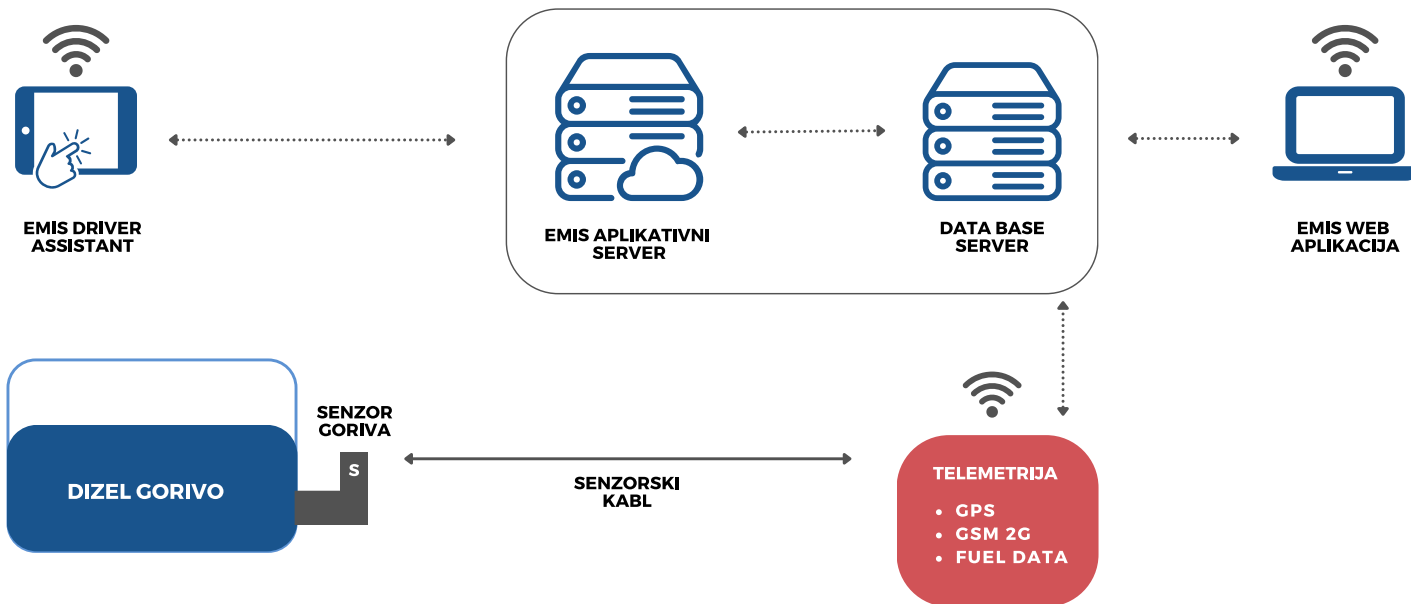 EMIS DRIVER
ASSISTANT
EMIS APLIKATIVNI
SERVER
DATA BASE
SERVER
EMIS WEB
APLIKACIJA
DIZEL GORIVO
SENZOR
GORIVA
S
SENZORSKI
KABL
TELEMETRIJA
• GPS
• GSM 2G
• FUEL DATA